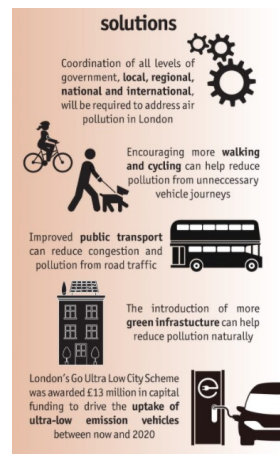 solutions
Coordination of all levels of
government, local, regional,
national and international,
will be required to address air
pollution in London
Encouraging more walking
and cycling can help reduce
pollution from unneccessary
vehicle journeys
Improved public transport
can reduce congestion and
pollution from road traffic
The introduction of more
green infrastucture can help
reduce pollution naturally
London's Go Ultra Low City Scheme
was awarded £13 million in capital
funding to drive the uptake of
ultra-low emission vehicles
between now and 2020